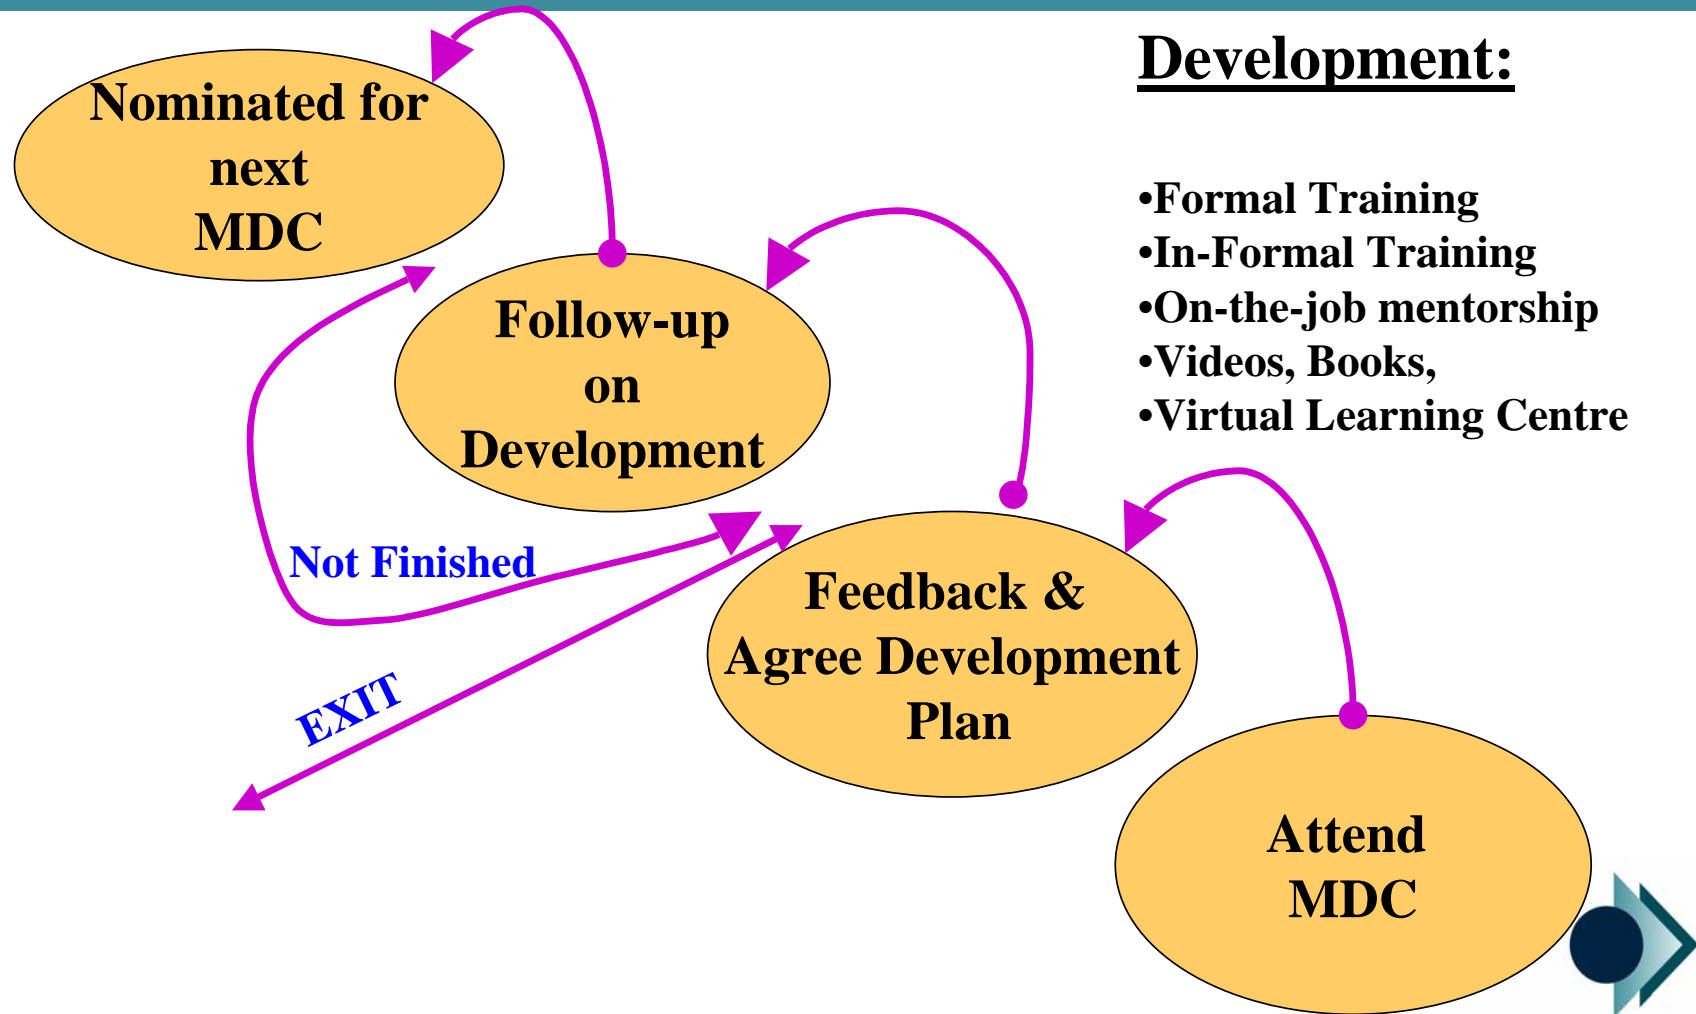 Nominated for
next
MDC
Follow-up
on
Development
Not Finished
EXIT
Feedback &
Agree Development
Plan
Attend
MDC
Development:
•Formal Training
•In-Formal Training
•On-the-job mentorship
•Videos, Books,
•Virtual Learning Centre